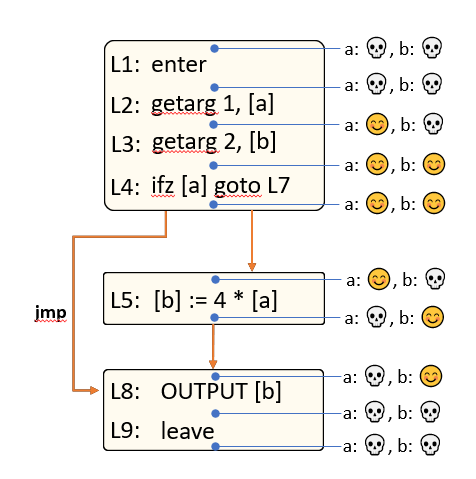 a: 💀, b: 💀
L1: enter
a: 💀, b: 💀
L2: getarg 1, [a]
a: 😊, b: 💀
L3: getarg 2, [b]
a: 😊, b: 😊
L4: ifz [a] goto L7
a: 😊, b: 😊
a: 😊, b: 💀
L5: [b] := 4 * [a]
jmp
a: 💀, b: 😊
a: 💀, b: 😊
L8: OUTPUT [b]
a: 💀, b: 💀
L9: leave
a: 💀, b: 💀